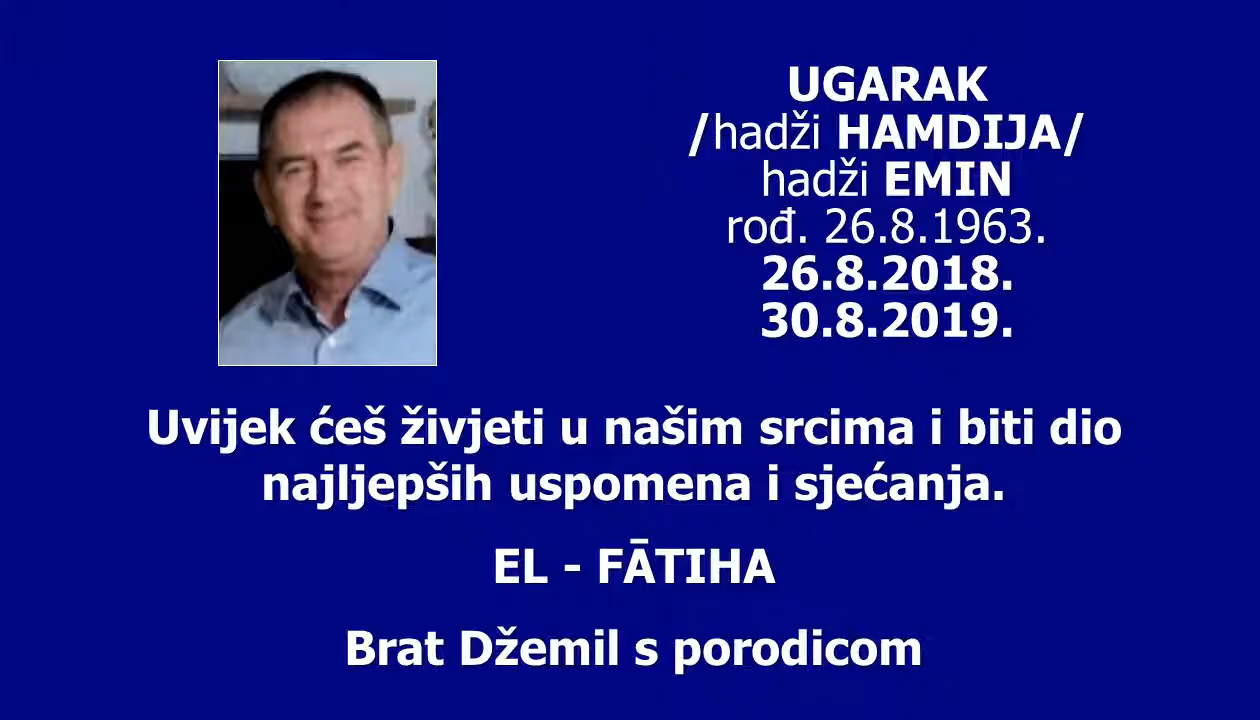 UGARAK
/hadži HAMDIJA/
hadži EMIN
rođ. 26.8.1963.
26.8.2018.
30.8.2019.
Uvijek ćeš živjeti u našim srcima i biti dio
najljepših uspomena i sjećanja.
EL - FĀTIHA
Brat Džemil s porodicom